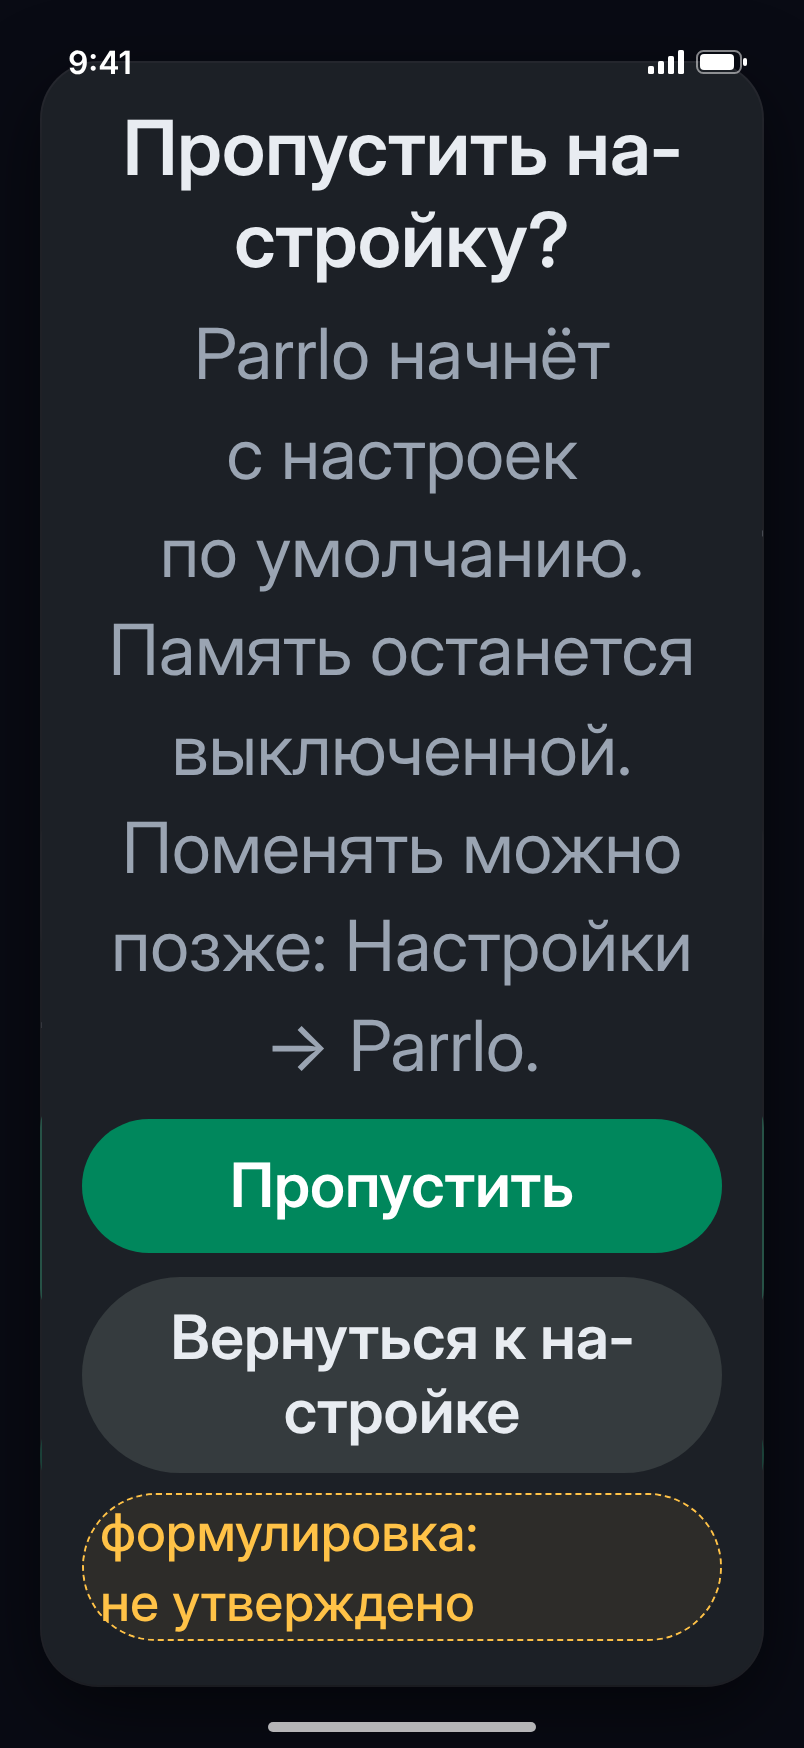 9:41
Пропустить на-
стройку?
Parrlo начнёт
с настроек
по умолчанию.
Память останется
выключенной.
Поменять можно
позже: Настройки
→ Parrlo.
Пропустить
Вернуться к на-
стройке
формулировка:
не утверждено